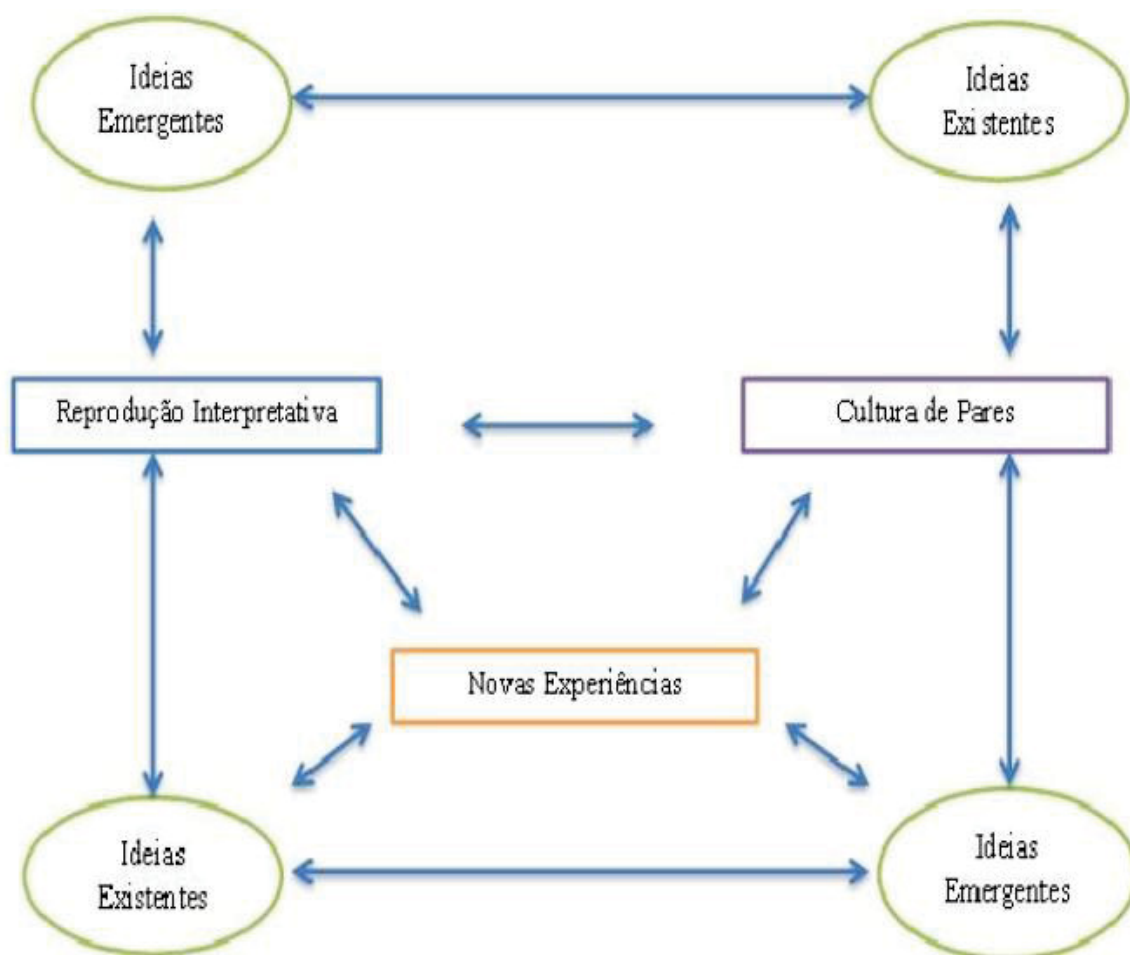 Ideias
Emergentes
Ideias
Existentes
Reprodução Interpretativa
Cultura de Pares
Novas Experiências
Ideias
Existentes
Ideias
Emergentes